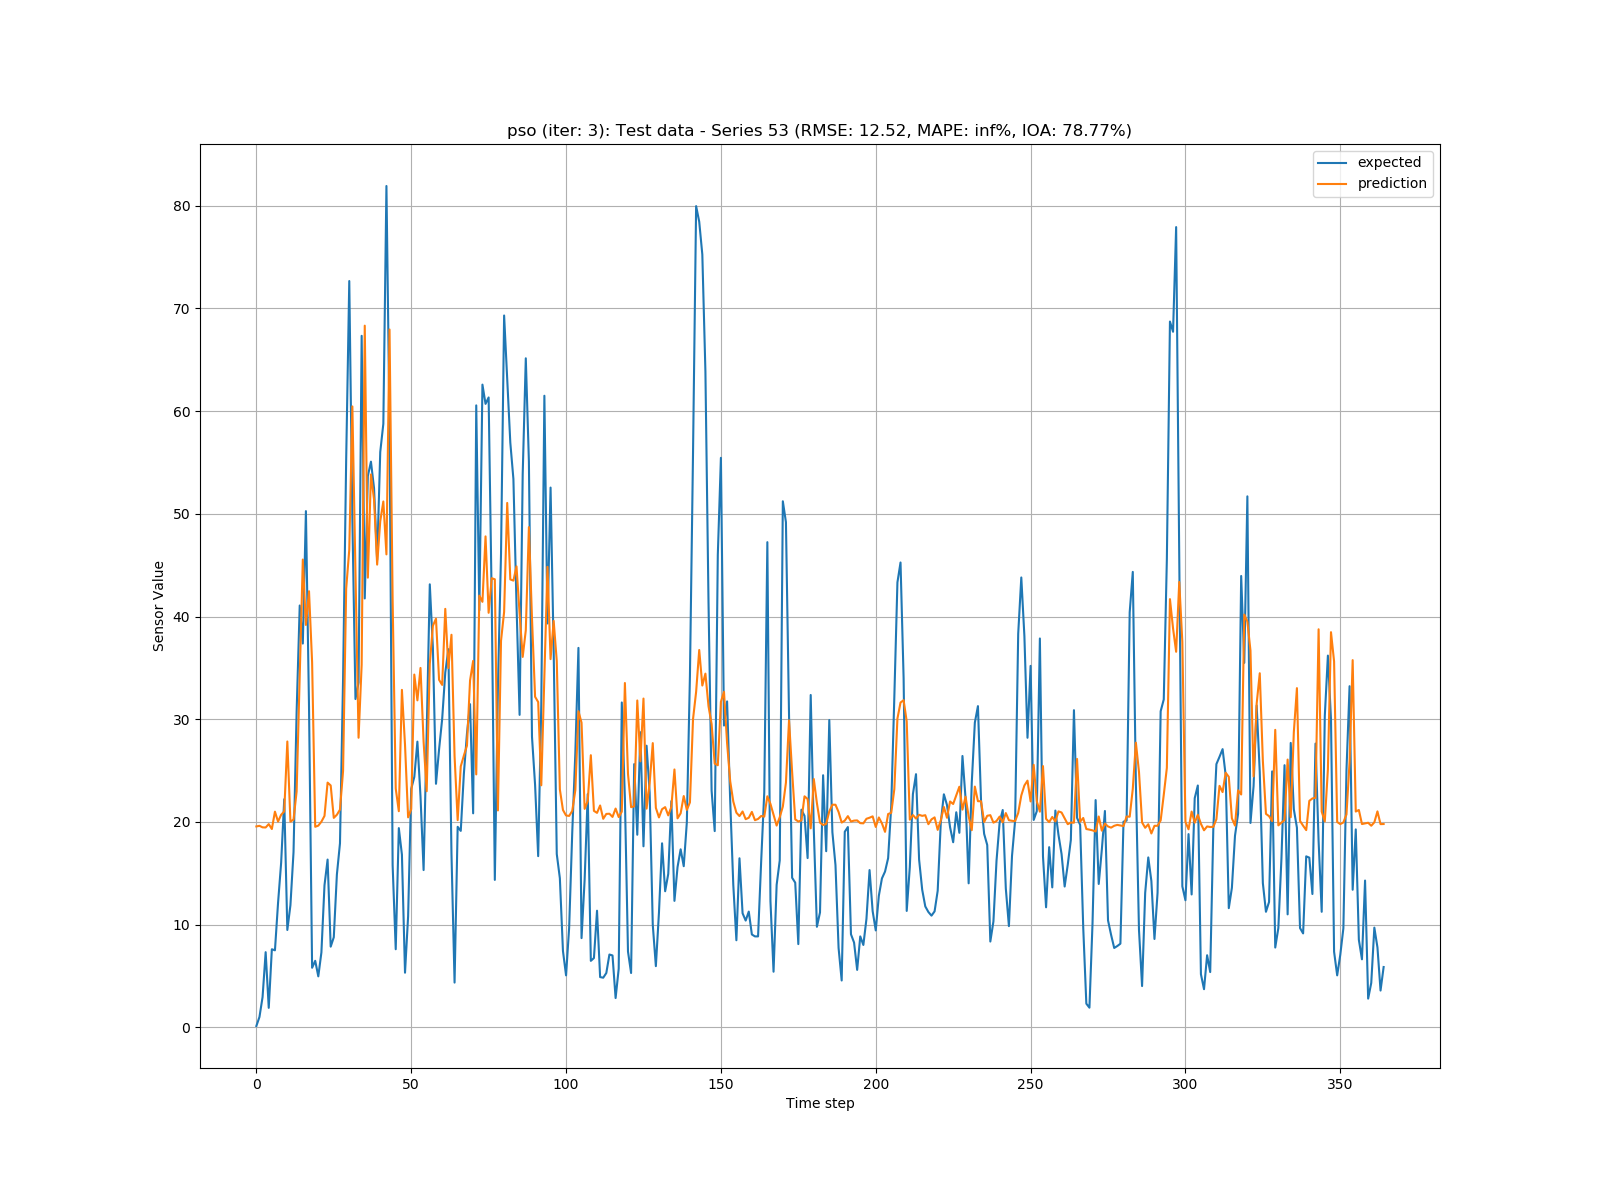 pso (iter: 3): Test data - Series 53 (RMSE: 12.52, MAPE: inf%, IOA: 78.77%)
expected
prediction
80
70
60
50
40
30
20
10
0
Sensor Value
0 50 100 150 200 250 300 350
Time step